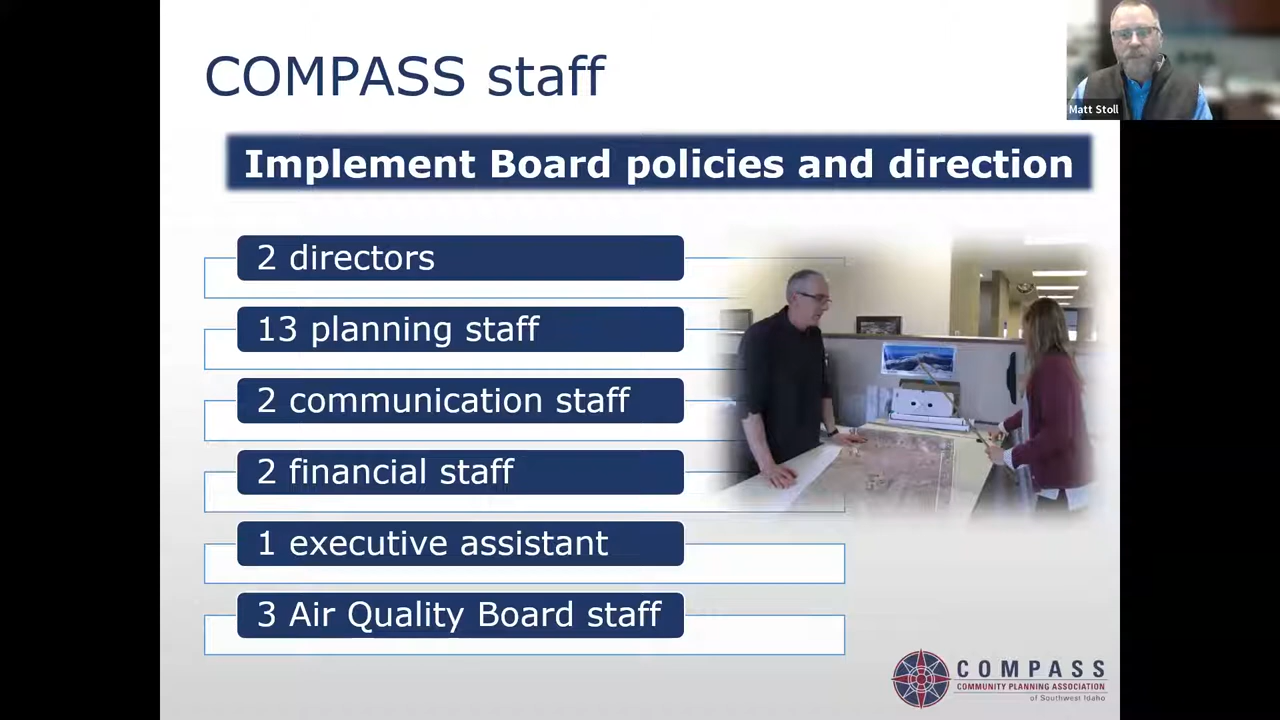 COMPASS staff
Matt Stoll
Implement Board policies and direction
2 directors
13 planning staff
2 communication staff
2 financial staff
1 executive assistant
3 Air Quality Board staff
COMPASS
COMMUNITY PLANNING ASSOCIATION
of Southwest Idaho